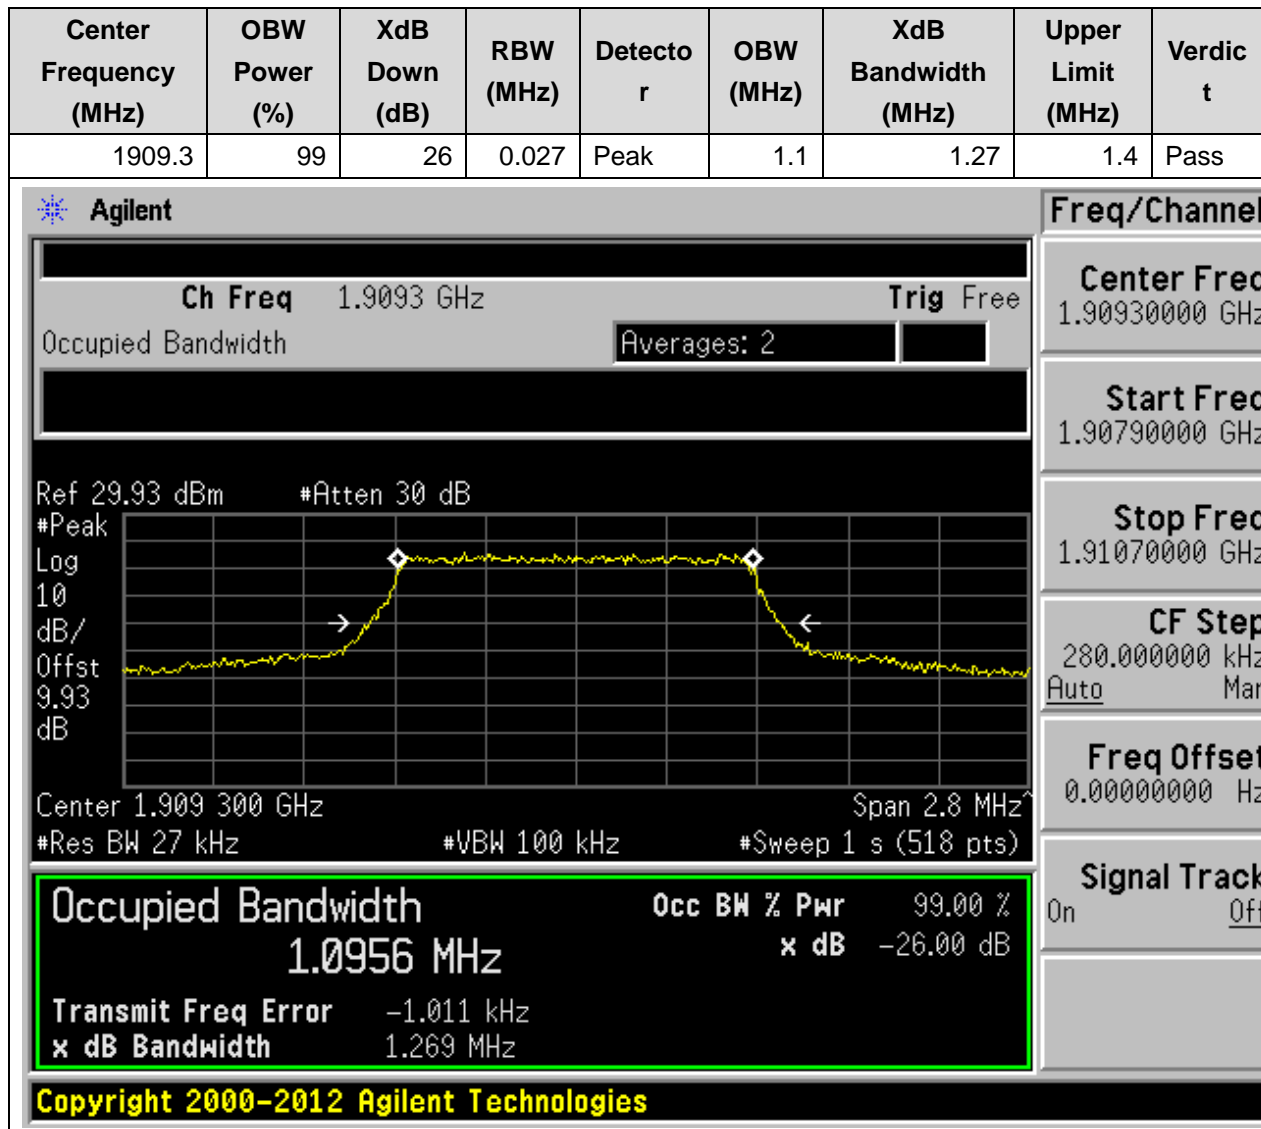 Center Frequency (MHz) OBW Power (%) XdB Down (dB) RBW (MHz) Detector OBW (MHz) XdB Bandwidth (MHz) Upper Limit (MHz) Verdict
1909.3 99 26 0.027 Peak 1.1 1.27 1.4 Pass
Agilent
Freq/Channel
Ch Freq 1.9093 GHz Trig Free
Occupied Bandwidth Averages: 2
Ref 29.93 dBm #Atten 30 dB
#Peak
Log
10
dB/
Offst
9.93
dB
Center 1.909 300 GHz Span 2.8 MHz^
#Res BW 27 kHz #VBW 100 kHz #Sweep 1 s (518 pts)
Occupied Bandwidth Occ BW % Pwr 99.00 %
1.0956 MHz x dB -26.00 dB
Transmit Freq Error -1.011 kHz
x dB Bandwidth 1.269 MHz
Center Freq
1.90930000 GHz
Start Freq
1.90790000 GHz
Stop Freq
1.91070000 GHz
CF Step
280.000000 kHz
Auto Man
Freq Offset
0.00000000 Hz
Signal Track
On Off
Copyright 2000-2012 Agilent Technologies